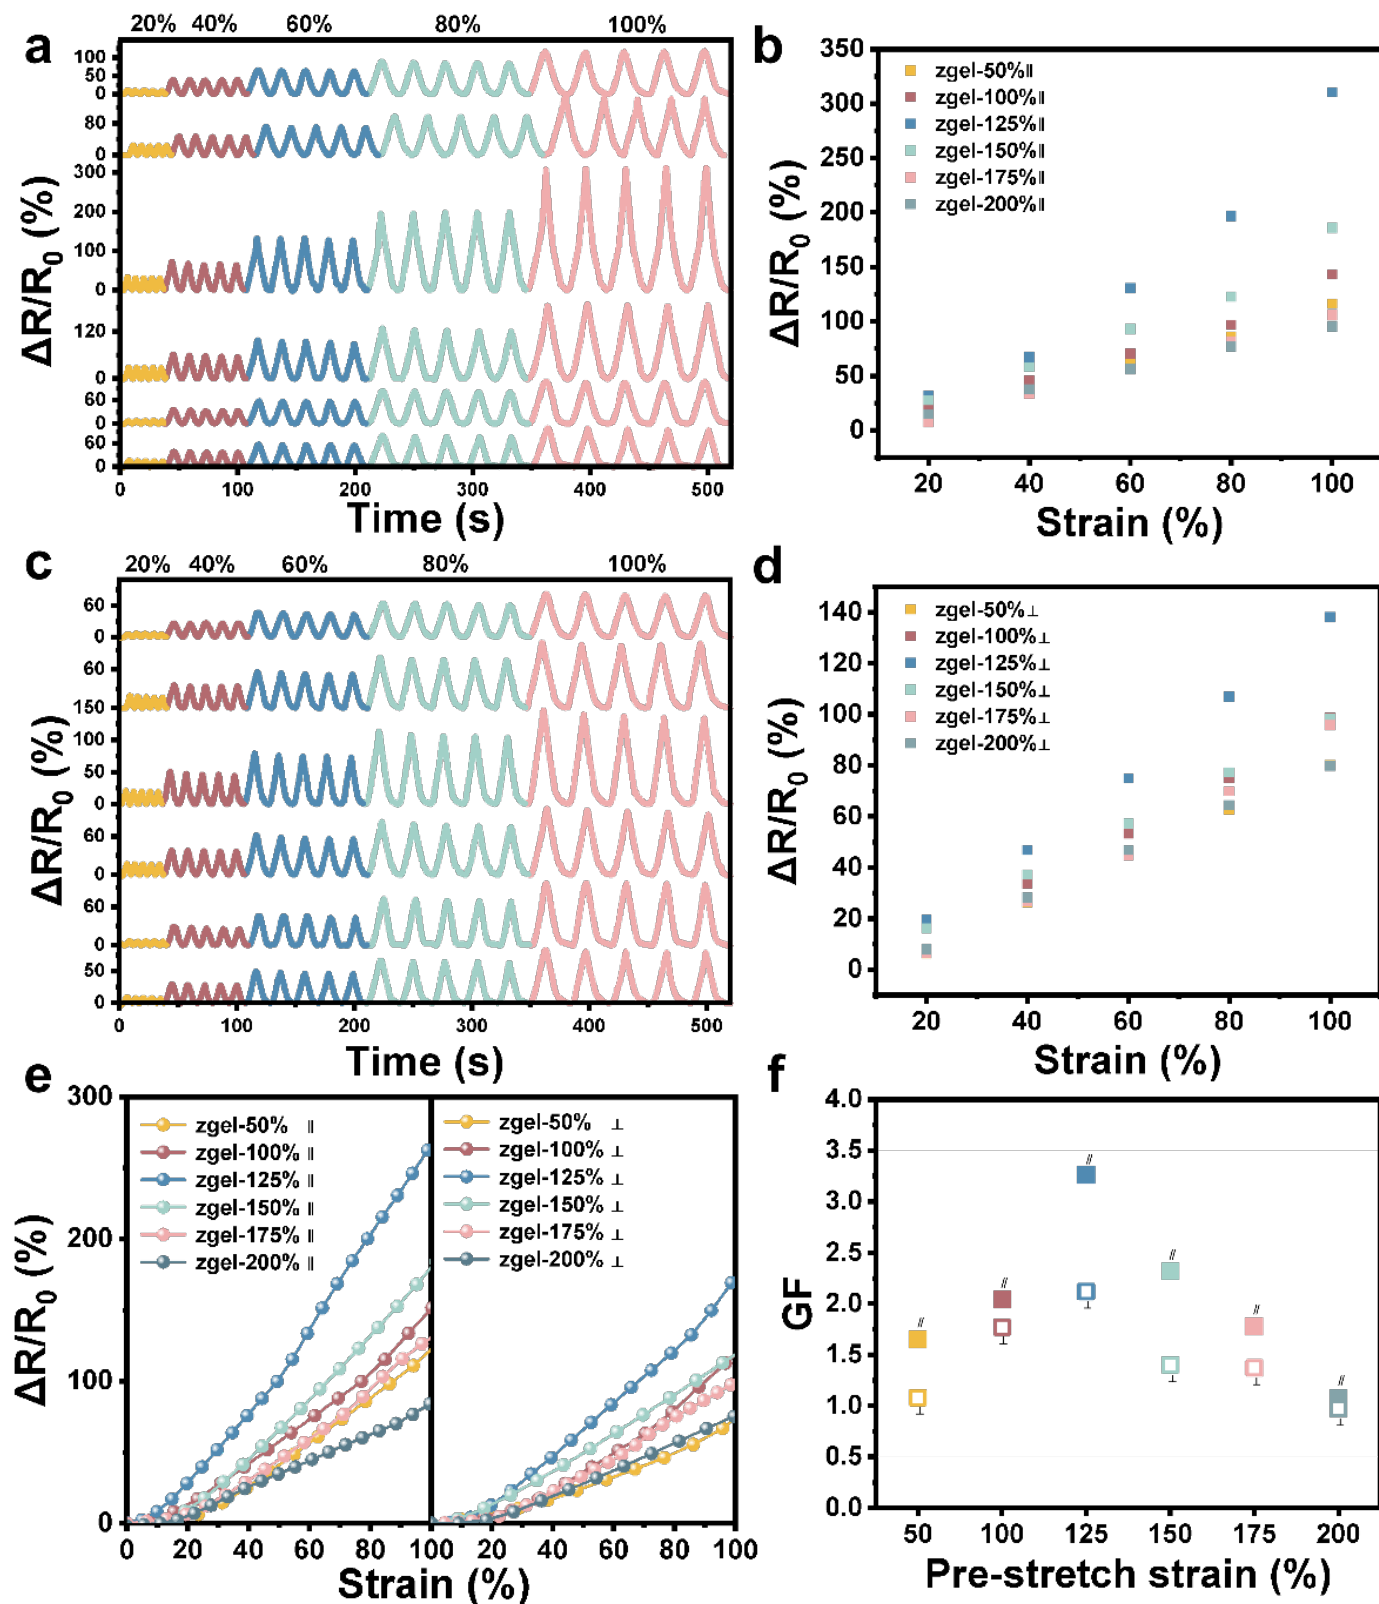 a
20% 40% 60% 80% 100%
100
50
0
80
0
300
200
100
0
120
0
60
0
60
0
ΔR/R0 (%)
0 100 200 300 400 500
Time (s)
b
350
300
250
200
150
100
50
0
ΔR/R0 (%)
zgel-50%∥
zgel-100%∥
zgel-125%∥
zgel-150%∥
zgel-175%∥
zgel-200%∥
20 40 60 80 100
Strain (%)
c
20% 40% 60% 80% 100%
60
0
60
150
100
50
0
60
0
60
0
50
0
ΔR/R0 (%)
0 100 200 300 400 500
Time (s)
d
140
120
100
80
60
40
20
0
ΔR/R0 (%)
zgel-50%⊥
zgel-100%⊥
zgel-125%⊥
zgel-150%⊥
zgel-175%⊥
zgel-200%⊥
20 40 60 80 100
Strain (%)
e
300
200
100
0
ΔR/R0 (%)
zgel-50% ∥
zgel-100% ∥
zgel-125% ∥
zgel-150% ∥
zgel-175% ∥
zgel-200% ∥
zgel-50% ⊥
zgel-100% ⊥
zgel-125% ⊥
zgel-150% ⊥
zgel-175% ⊥
zgel-200% ⊥
0 20 40 60 80 100 20 40 60 80 100
Strain (%)
f
4.0
3.5
3.0
2.5
2.0
1.5
1.0
0.5
0.0
GF
// // // // // //
⊥ ⊥ ⊥ ⊥ ⊥ ⊥
50 100 125 150 175 200
Pre-stretch strain (%)